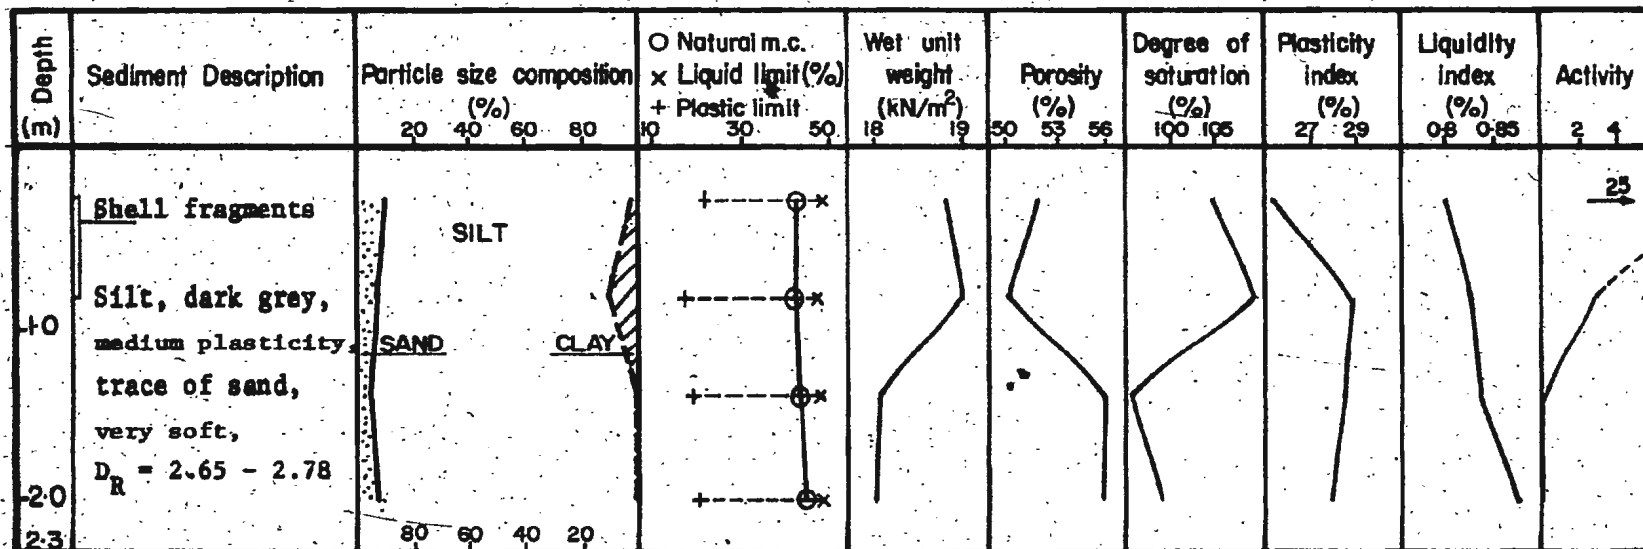 Depth
(m)
Sediment Description
Particle size composition
(%)
20 40 60 80
O Natural m.c.
x Liquid limit (%)
+ Plastic limit
10 30 50
Wet unit
weight
(kN/m²)
18 19
Porosity
(%)
50 53 56
Degree of
saturation
(%)
100 105
Plasticity
index
(%)
27 29
Liquidity
index
(%)
0.8 0.85
Activity
2 4
Shell fragments
SILT
25
Silt, dark grey,
1.0
medium plasticity,
SAND
CLAY
trace of sand,
very soft,
D_R = 2.65 - 2.78
2.0
2.3
80 60 20